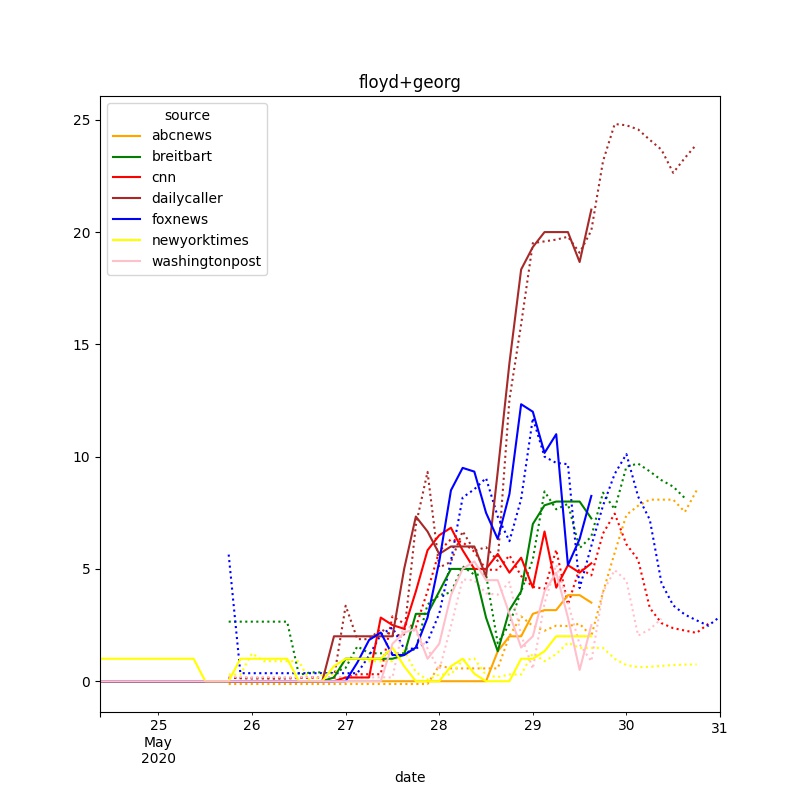 floyd+georg
source
abcnews
breitbart
cnn
dailycaller
foxnews
newyorktimes
washingtonpost
25
20
15
10
5
0
25 26 27 28 29 30 31
May
2020
date